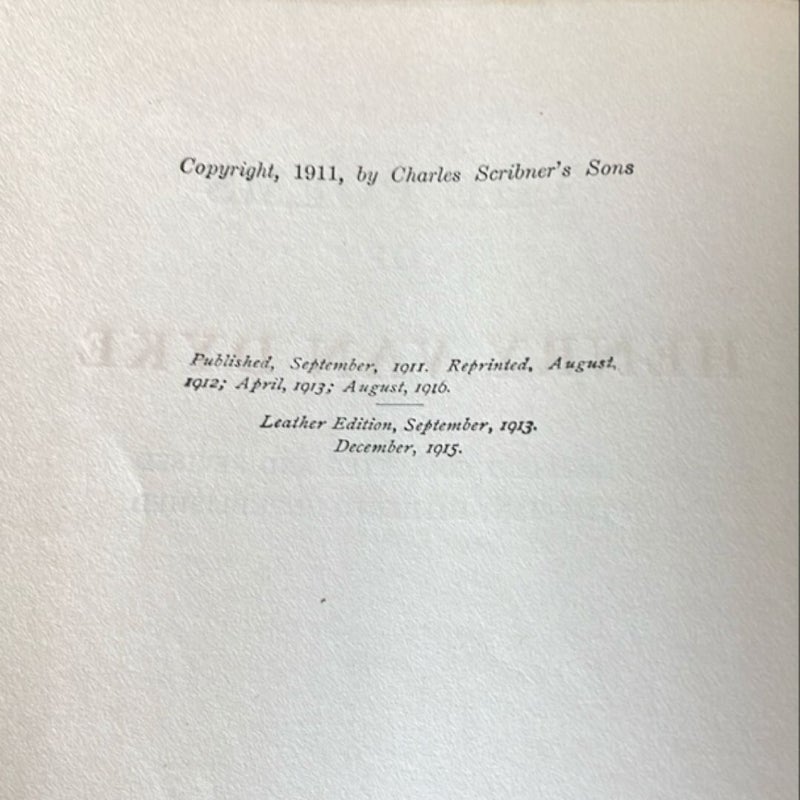 Copyright, 1911, by Charles Scribner's Sons
Published, September, 1911. Reprinted, August,
1912; April, 1913; August, 1916.
Leather Edition, September, 1913.
December, 1915.